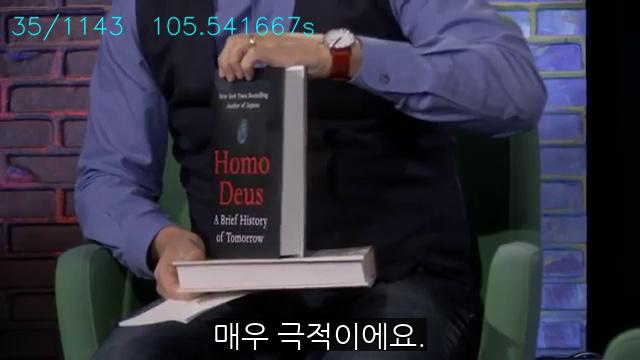 35/1143 105.541667s
New York Times Bestselling
Author of Sapiens
Homo
Deus
A Brief History
of Tomorrow
매우 극적이에요.